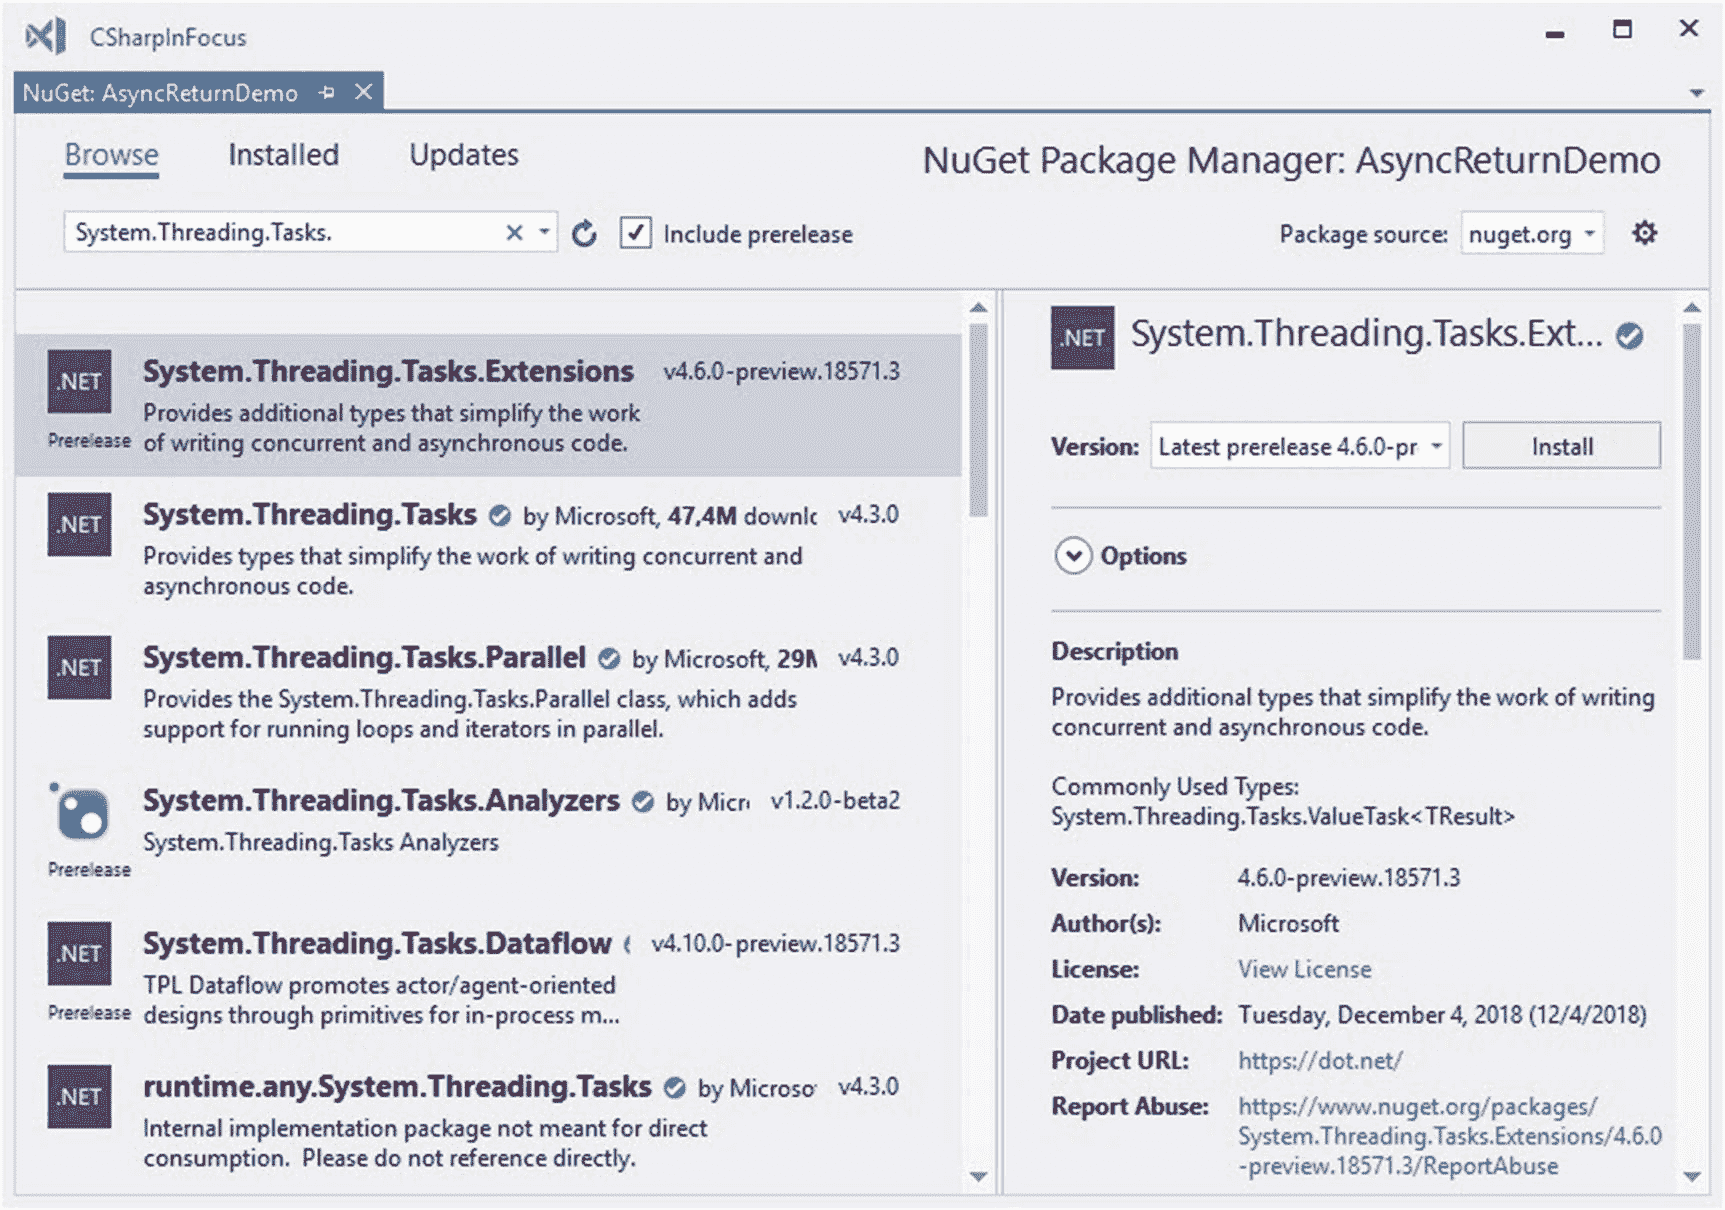 CSharpInFocus
NuGet: AsyncReturnDemo
Browse Installed Updates
NuGet Package Manager: AsyncReturnDemo
System.Threading.Tasks.
Include prerelease
Package source: nuget.org
.NET
System.Threading.Tasks.Extensions v4.6.0-preview.18571.3
Provides additional types that simplify the work
Prerelease of writing concurrent and asynchronous code.
.NET
System.Threading.Tasks by Microsoft, 47,4M downlc v4.3.0
Provides types that simplify the work of writing concurrent and
asynchronous code.
.NET
System.Threading.Tasks.Parallel by Microsoft, 29M v4.3.0
Provides the System.Threading.Tasks.Parallel class, which adds
support for running loops and iterators in parallel.
System.Threading.Tasks.Analyzers by Micr v1.2.0-beta2
System.Threading.Tasks Analyzers
Prerelease
.NET
System.Threading.Tasks.Dataflow v4.10.0-preview.18571.3
TPL Dataflow promotes actor/agent-oriented
Prerelease designs through primitives for in-process m...
.NET
runtime.any.System.Threading.Tasks by Microso v4.3.0
Internal implementation package not meant for direct
consumption. Please do not reference directly.
.NET
System.Threading.Tasks.Ext...
Version: Latest prerelease 4.6.0-pr Install
Options
Description
Provides additional types that simplify the work of writing
concurrent and asynchronous code.
Commonly Used Types:
System.Threading.Tasks.ValueTask<TResult>
Version: 4.6.0-preview.18571.3
Author(s): Microsoft
License: View License
Date published: Tuesday, December 4, 2018 (12/4/2018)
Project URL: https://dot.net/
Report Abuse: https://www.nuget.org/packages/
System.Threading.Tasks.Extensions/4.6.0
-preview.18571.3/ReportAbuse